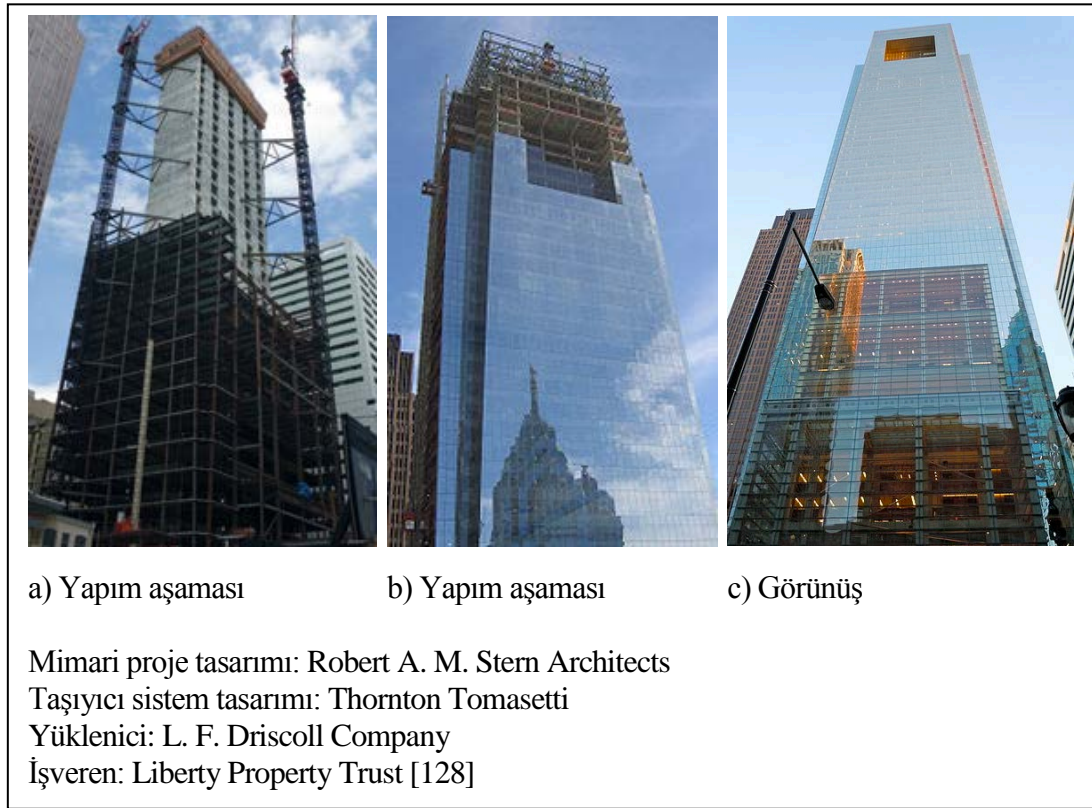 a) Yapım aşaması b) Yapım aşaması c) Görünüş
Mimari proje tasarımı: Robert A. M. Stern Architects
Taşıyıcı sistem tasarımı: Thornton Tomasetti
Yüklenici: L. F. Driscoll Company
İşveren: Liberty Property Trust [128]